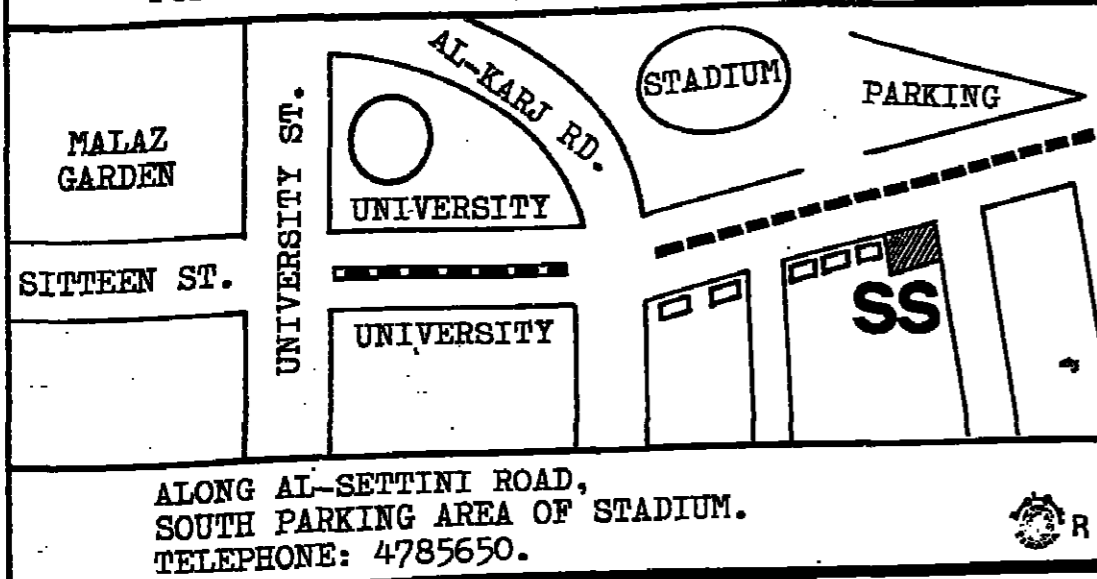 MALAZ
GARDEN
UNIVERSITY ST.
AL-KARJ RD.
STADIUM
PARKING
UNIVERSITY
SITTEEN ST.
UNIVERSITY
SS
ALONG AL-SETTINI ROAD,
SOUTH PARKING AREA OF STADIUM.
TELEPHONE: 4785650.
R